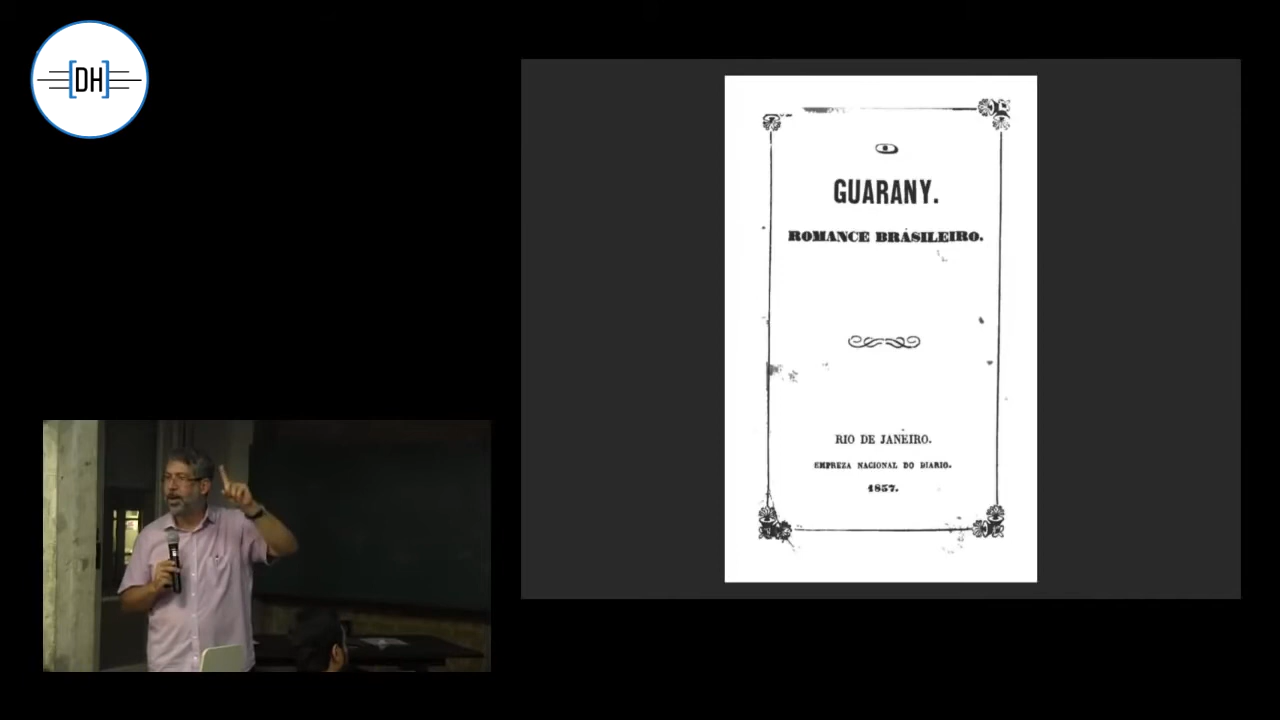 [DH]
O
GUARANY.
ROMANCE BRASILEIRO.
RIO DE JANEIRO.
EMPREZA NACIONAL DO DIARIO.
1857.